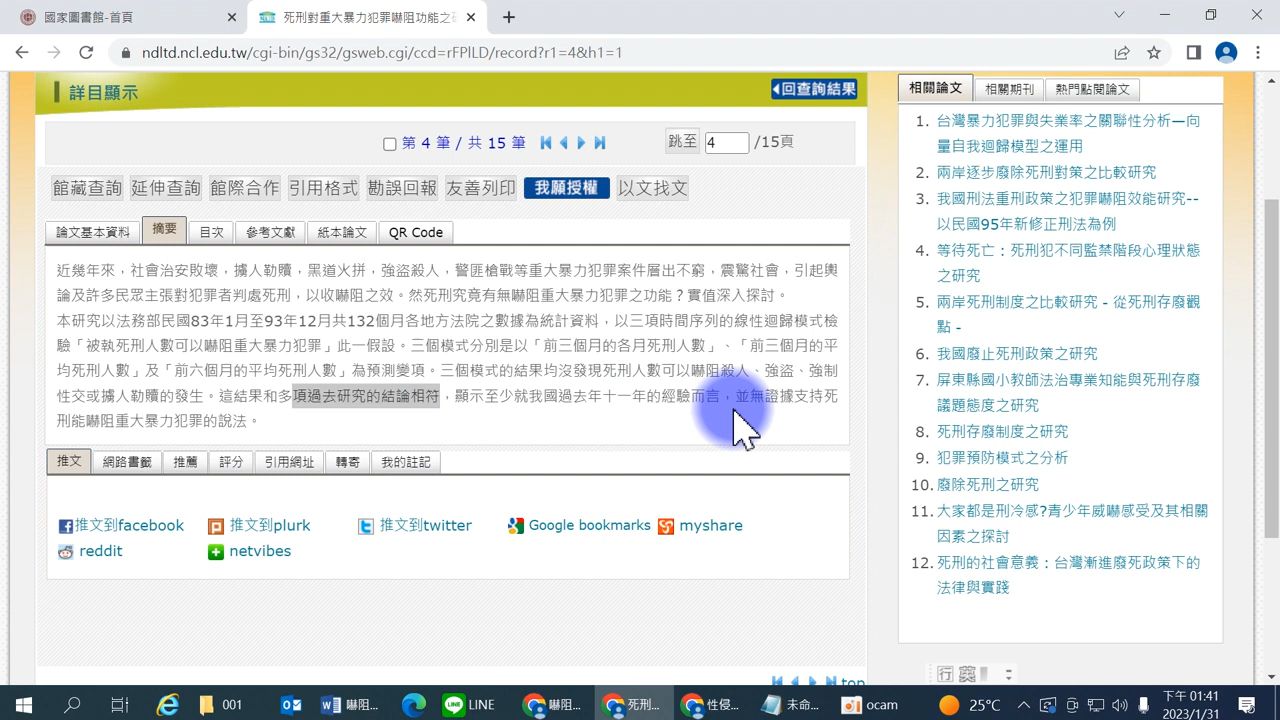 國家圖書館-首頁
死刑對重大暴力犯罪嚇阻功能之研
ndltd.ncl.edu.tw/cgi-bin/gs32/gsweb.cgi/ccd=rFPlLD/record?r1=4&h1=1
詳目顯示
回查詢結果
第 4 筆 / 共 15 筆
跳至 4 /15頁
館藏查詢 延伸查詢 館際合作 引用格式 勘誤回報 友善列印 我願授權 以文找文
論文基本資料 摘要 目次 參考文獻 紙本論文 QR Code
近幾年來，社會治安敗壞，擄人勒贖，黑道火拼，強盜殺人，警匪槍戰等重大暴力犯罪案件層出不窮，震驚社會，引起輿
論及許多民眾主張對犯罪者判處死刑，以收嚇阻之效。然死刑究竟有無嚇阻重大暴力犯罪之功能？實值深入探討。
本研究以法務部民國83年1月至93年12月共132個月各地方法院之數據為統計資料，以三項時間序列的線性迴歸模式檢
驗「被執死刑人數可以嚇阻重大暴力犯罪」此一假設。三個模式分別是以「前三個月的各月死刑人數」、「前三個月的平
均死刑人數」及「前六個月的平均死刑人數」為預測變項。三個模式的結果均沒發現死刑人數可以嚇阻殺人、強盜、強制
性交或擄人勒贖的發生。這結果和多項過去研究的結論相符，顯示至少就我國過去年十一年的經驗而言，並無證據支持死
刑能嚇阻重大暴力犯罪的說法。
推文 網路書籤 推薦 評分 引用網址 轉寄 我的註記
推文到facebook 推文到plurk 推文到twitter Google bookmarks myshare
reddit netvibes
top
相關論文 相關期刊 熱門點閱論文
1. 台灣暴力犯罪與失業率之關聯性分析—向
量自我迴歸模型之運用
2. 兩岸逐步廢除死刑對策之比較研究
3. 我國刑法重刑政策之犯罪嚇阻效能研究--
以民國95年新修正刑法為例
4. 等待死亡：死刑犯不同監禁階段心理狀態
之研究
5. 兩岸死刑制度之比較研究 - 從死刑存廢觀
點 -
6. 我國廢止死刑政策之研究
7. 屏東縣國小教師法治專業知能與死刑存廢
議題態度之研究
8. 死刑存廢制度之研究
9. 犯罪預防模式之分析
10. 廢除死刑之研究
11. 大家都是刑冷感?青少年威嚇感受及其相關
因素之探討
12. 死刑的社會意義：台灣漸進廢死政策下的
法律與實踐
行 英
001 嚇阻... LINE 嚇阻... 死刑... 性侵... 未命... ocam 25°C 下午 01:41
2023/1/31